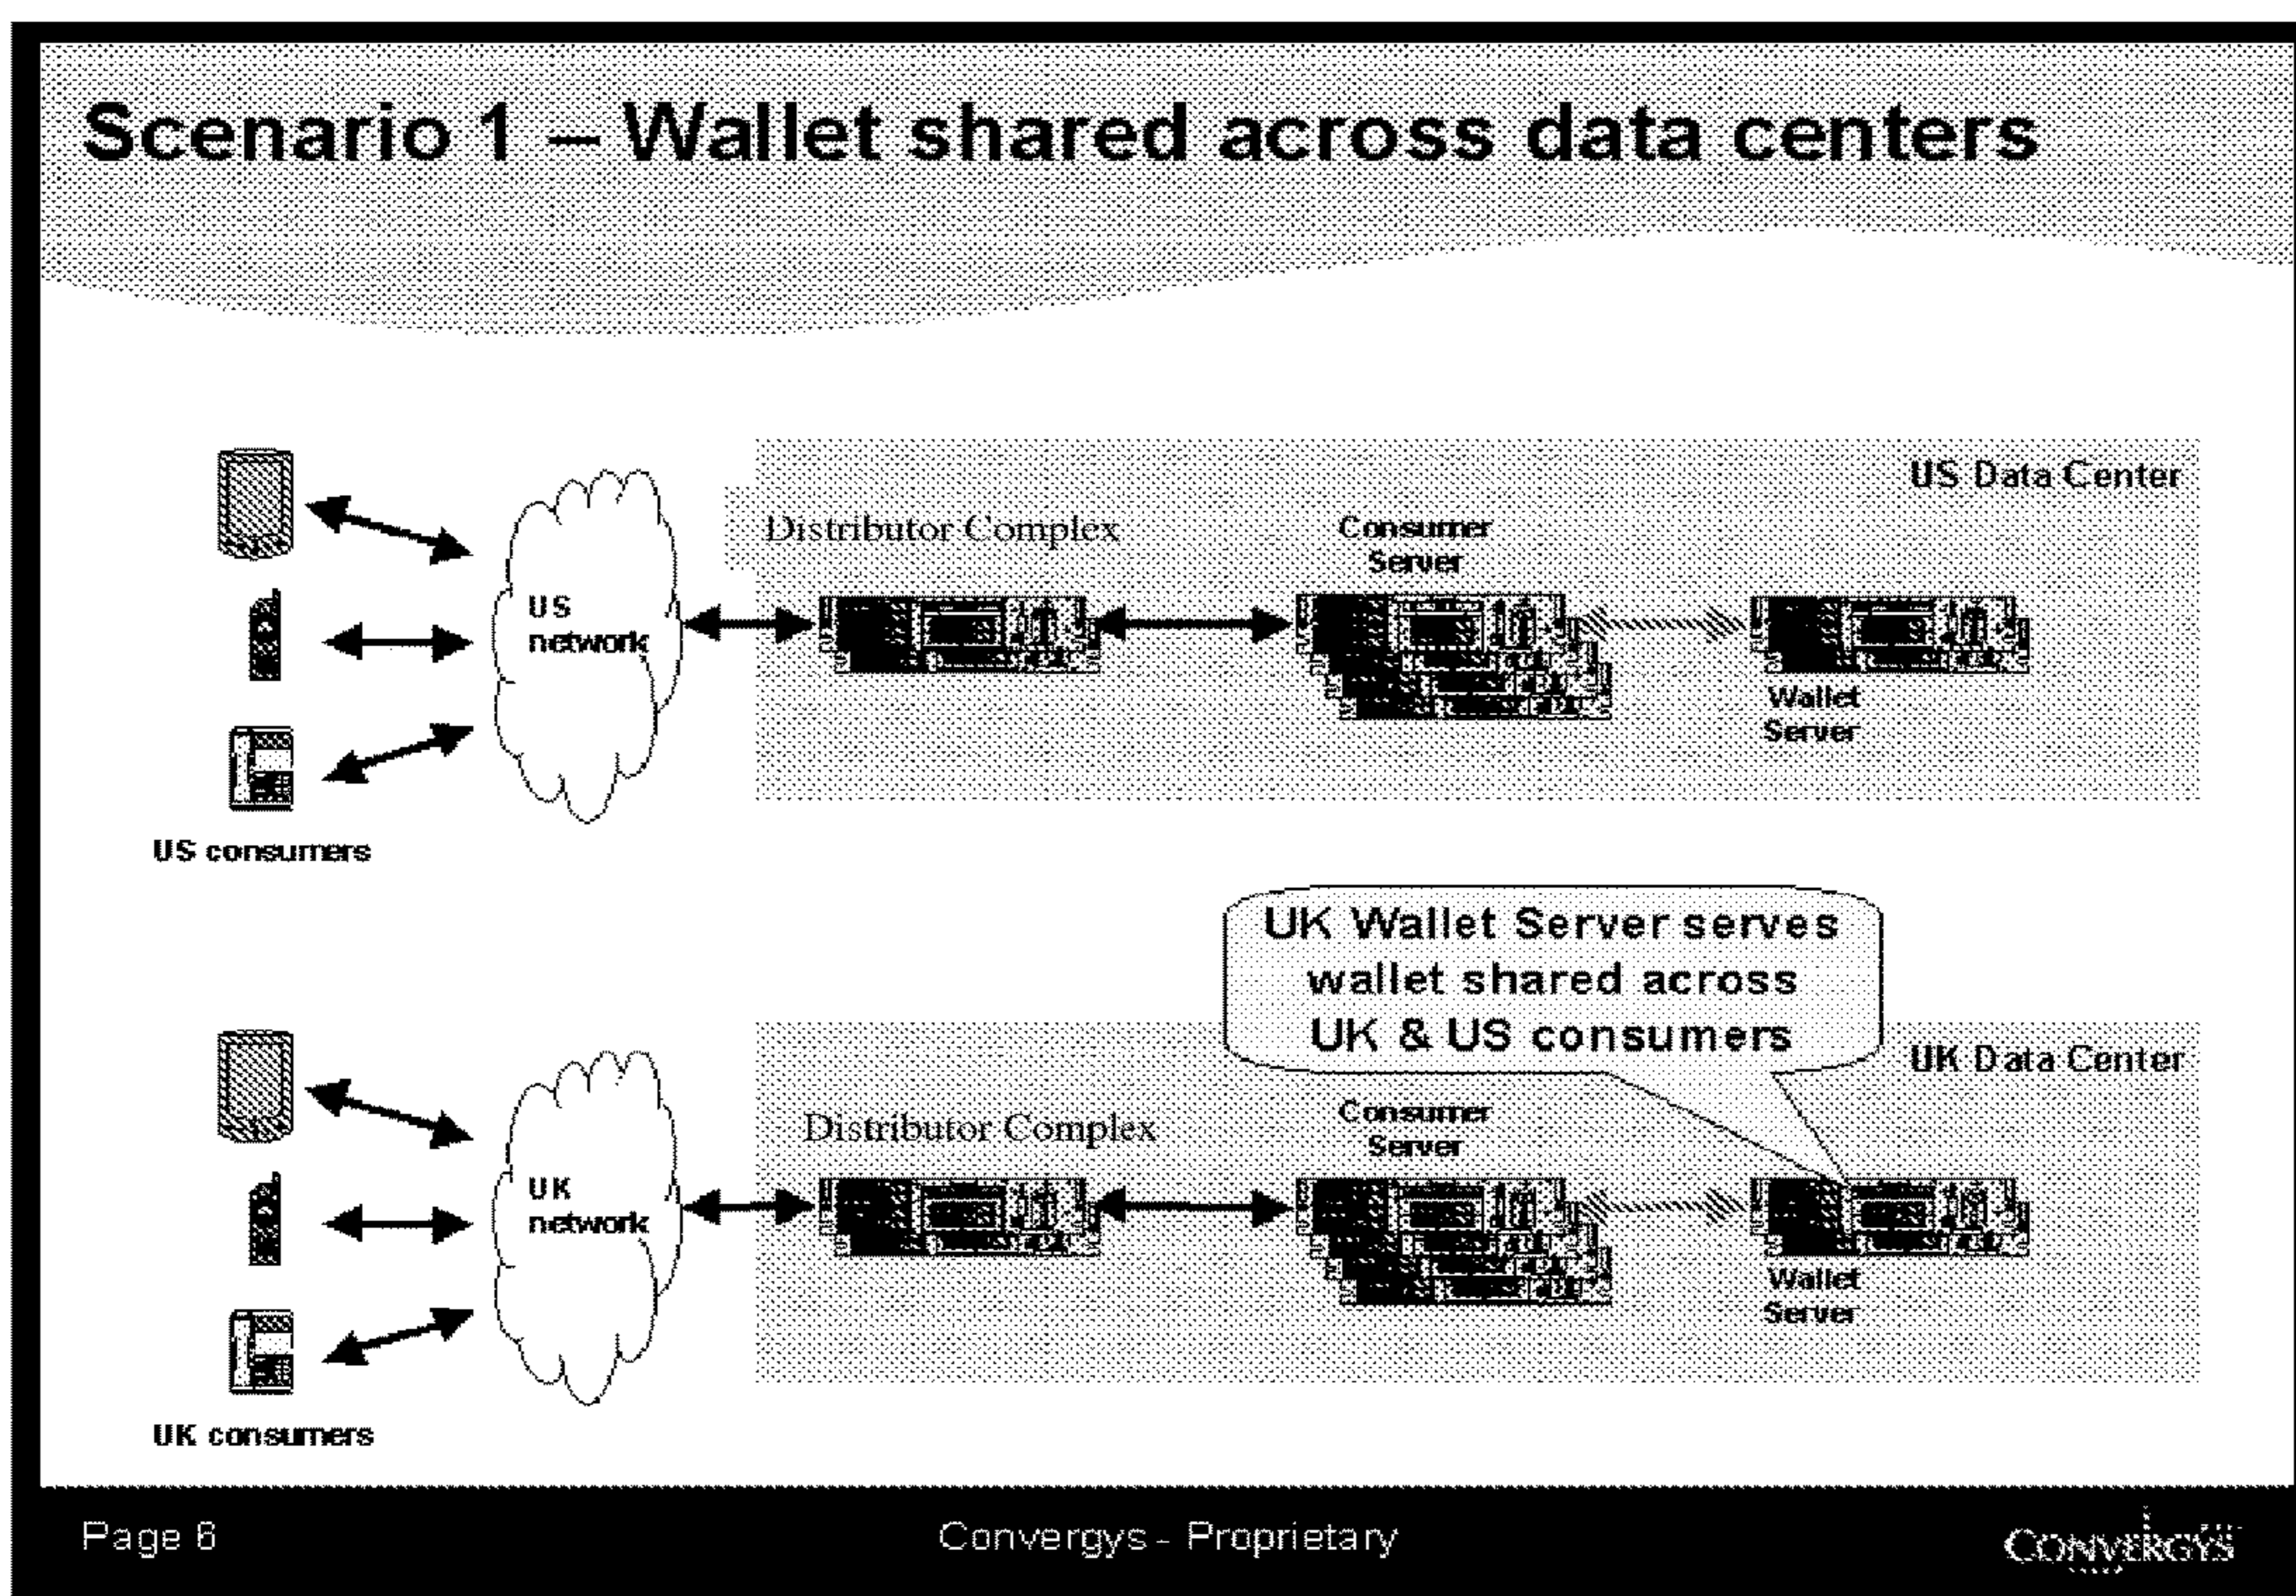 Scenario 1 – Wallet shared across data centers
US Data Center
Distributor Complex
Consumer
Server
US
network
Wallet
Server
US consumers
UK Wallet Server serves
wallet shared across
UK & US consumers
UK Data Center
Distributor Complex
Consumer
Server
UK
network
Wallet
Server
UK consumers
Page 6
Convergys - Proprietary
CONVERGYS